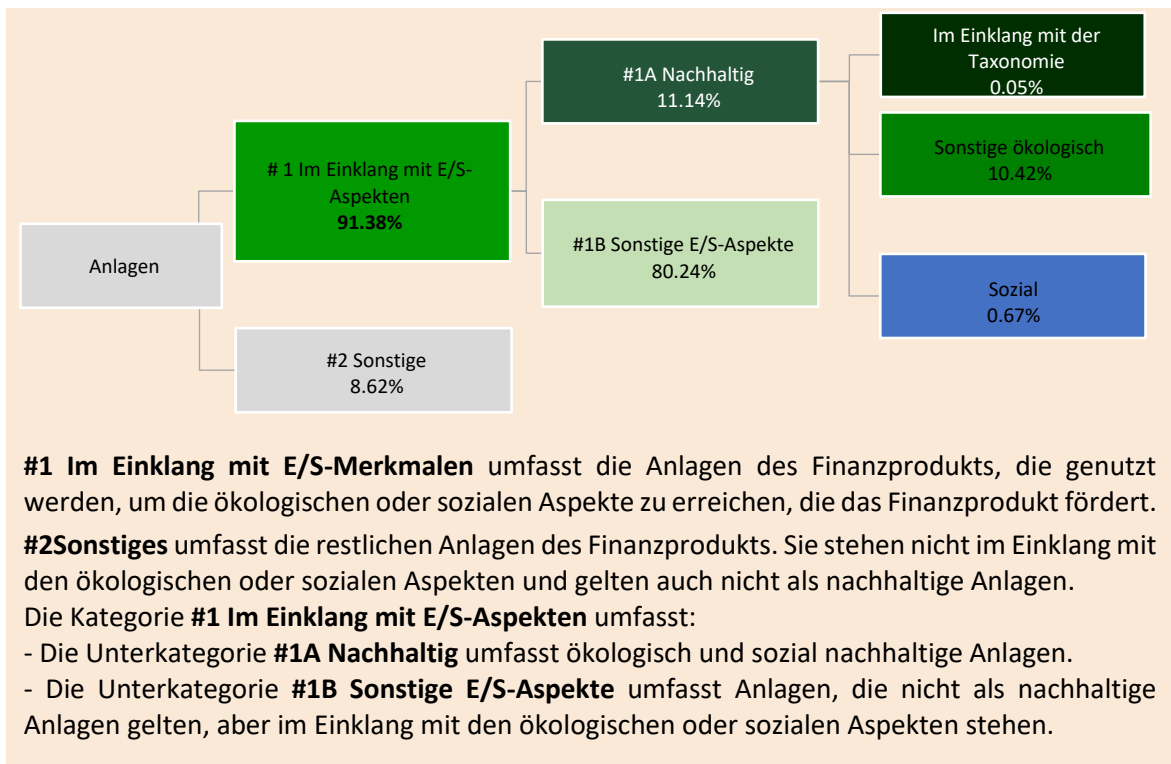 Im Einklang mit der
Taxonomie
0.05%
#1A Nachhaltig
11.14%
Sonstige ökologisch
10.42%
# 1 Im Einklang mit E/S-
Aspekten
91.38%
#1B Sonstige E/S-Aspekte
80.24%
Anlagen
Sozial
0.67%
#2 Sonstige
8.62%
#1 Im Einklang mit E/S-Merkmalen umfasst die Anlagen des Finanzprodukts, die genutzt
werden, um die ökologischen oder sozialen Aspekte zu erreichen, die das Finanzprodukt fördert.
#2Sonstiges umfasst die restlichen Anlagen des Finanzprodukts. Sie stehen nicht im Einklang mit
den ökologischen oder sozialen Aspekten und gelten auch nicht als nachhaltige Anlagen.
Die Kategorie #1 Im Einklang mit E/S-Aspekten umfasst:
- Die Unterkategorie #1A Nachhaltig umfasst ökologisch und sozial nachhaltige Anlagen.
- Die Unterkategorie #1B Sonstige E/S-Aspekte umfasst Anlagen, die nicht als nachhaltige
Anlagen gelten, aber im Einklang mit den ökologischen oder sozialen Aspekten stehen.